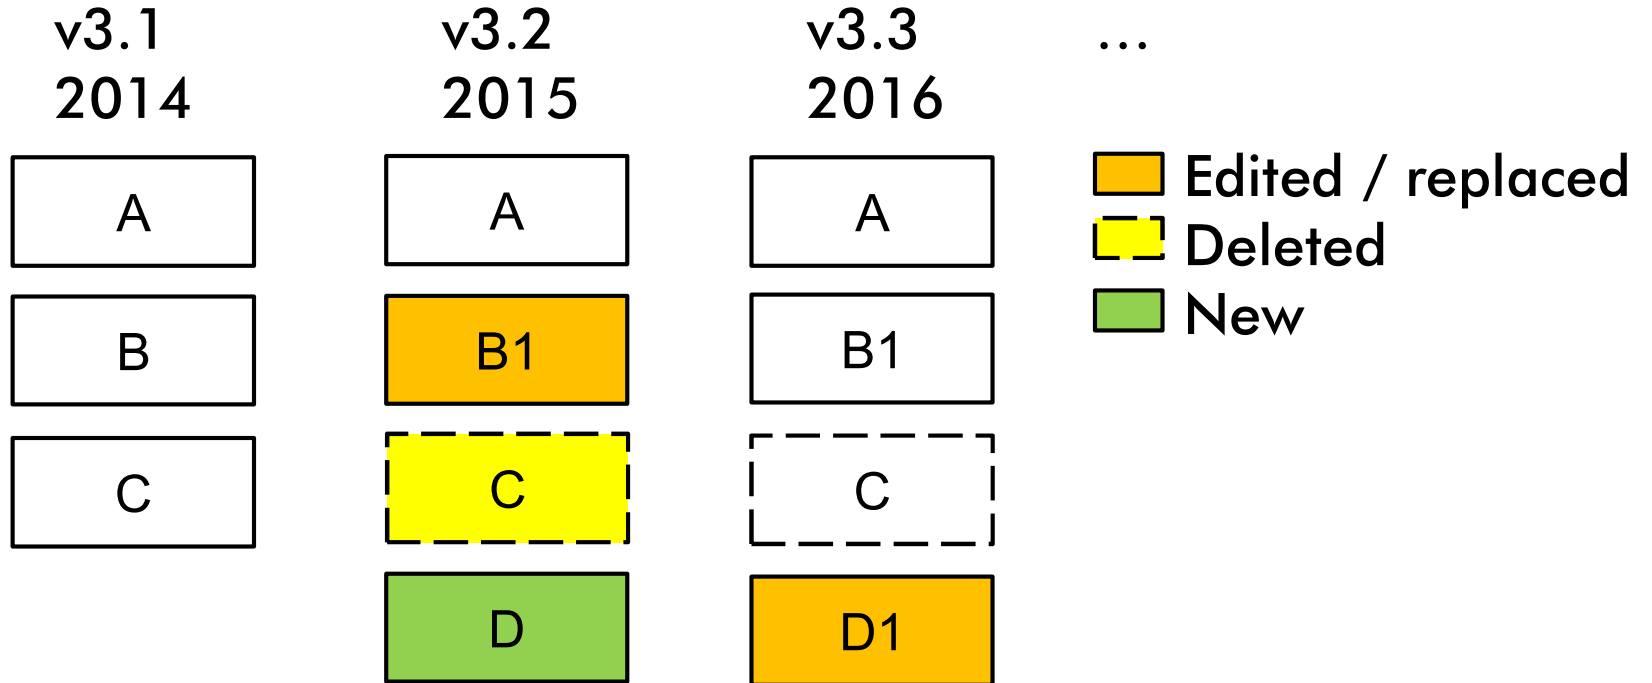 v3.1
2014
v3.2
2015
v3.3
2016
...
A
A
A
B
B1
B1
C
C
C
D
D1
Edited / replaced
Deleted
New